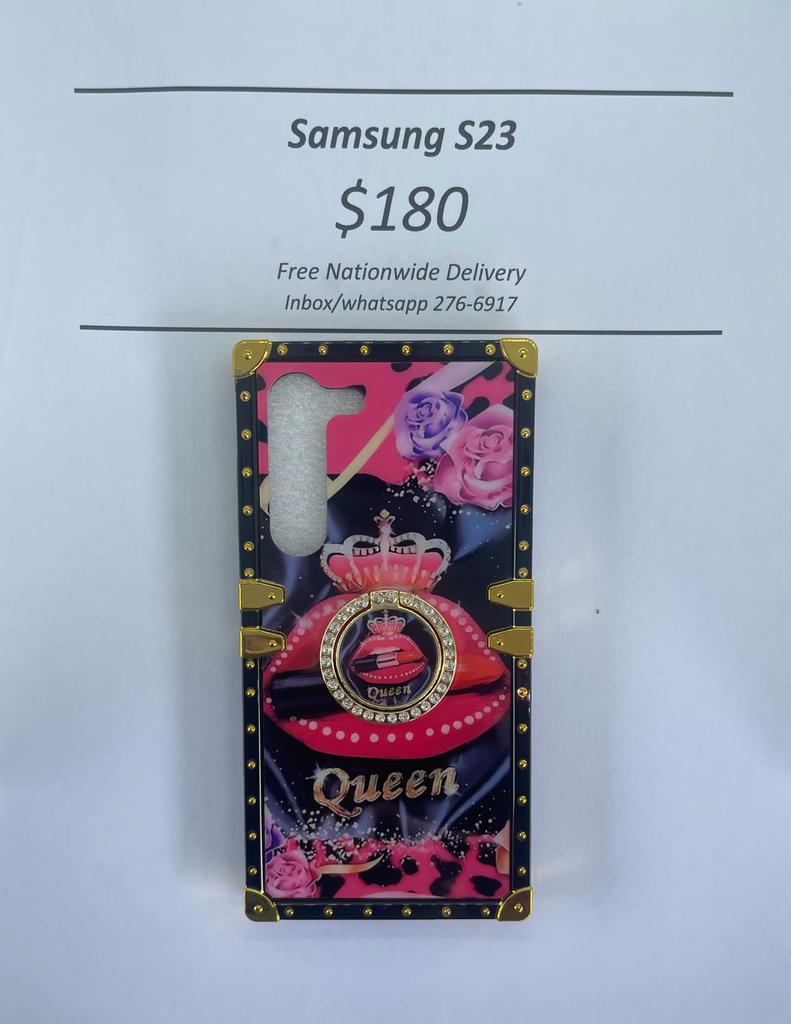 Samsung S23
$180
Free Nationwide Delivery
Inbox/whatsapp 276-6917
Queen
Queen